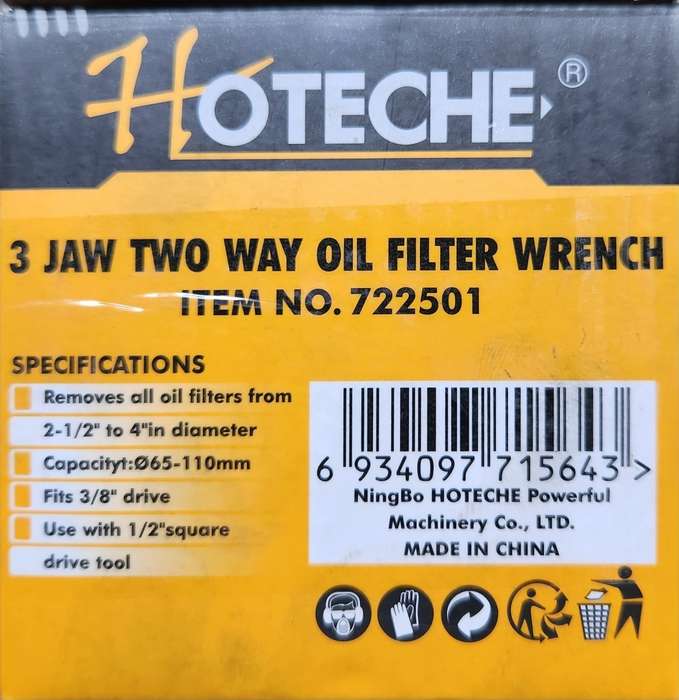 HOTECHE®
3 JAW TWO WAY OIL FILTER WRENCH
ITEM NO. 722501
SPECIFICATIONS
Removes all oil filters from
2-1/2" to 4"in diameter
Capacityt:Ø65-110mm
Fits 3/8" drive
Use with 1/2"square
drive tool
6 934097 715643 >
NingBo HOTECHE Powerful
Machinery Co., LTD.
MADE IN CHINA